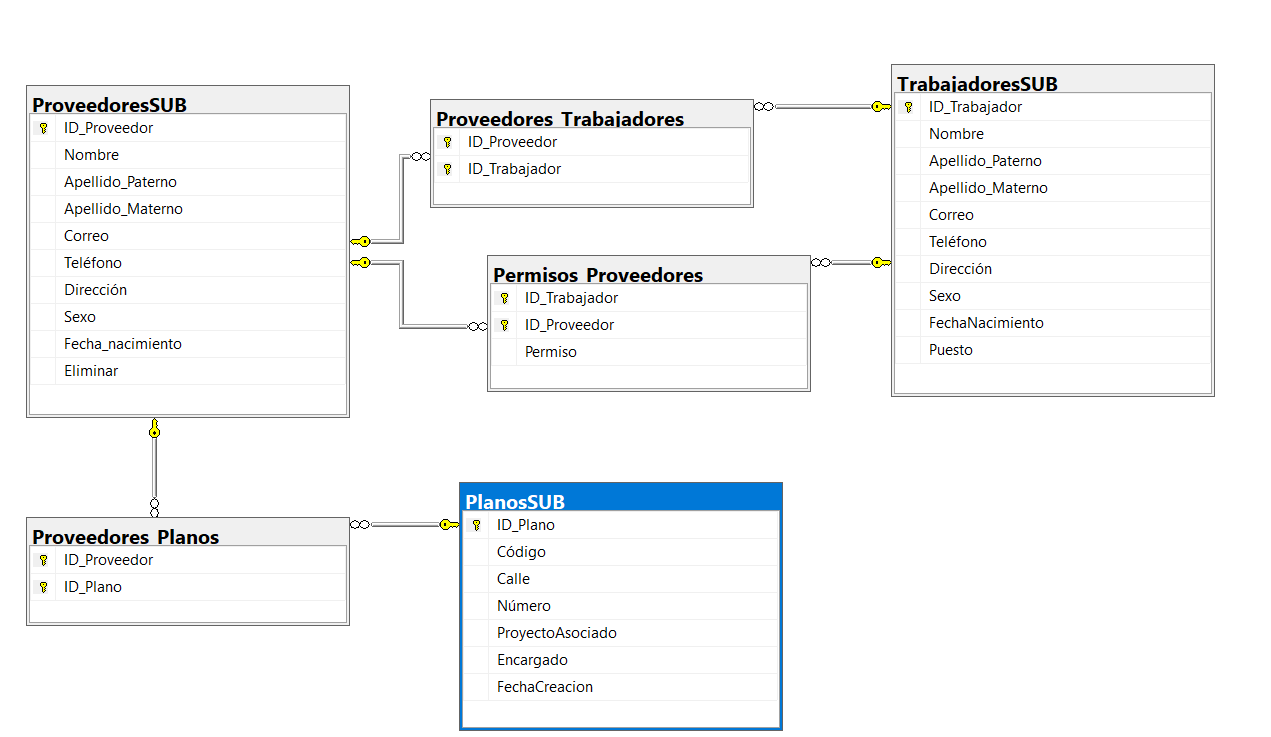 ProveedoresSUB
ID_Proveedor
Nombre
Apellido_Paterno
Apellido_Materno
Correo
Teléfono
Dirección
Sexo
Fecha_nacimiento
Eliminar
Proveedores_Trabajadores
ID_Proveedor
ID_Trabajador
TrabajadoresSUB
ID_Trabajador
Nombre
Apellido_Paterno
Apellido_Materno
Correo
Teléfono
Dirección
Sexo
FechaNacimiento
Puesto
Permisos_Proveedores
ID_Trabajador
ID_Proveedor
Permiso
Proveedores_Planos
ID_Proveedor
ID_Plano
PlanosSUB
ID_Plano
Código
Calle
Número
ProyectoAsociado
Encargado
FechaCreacion